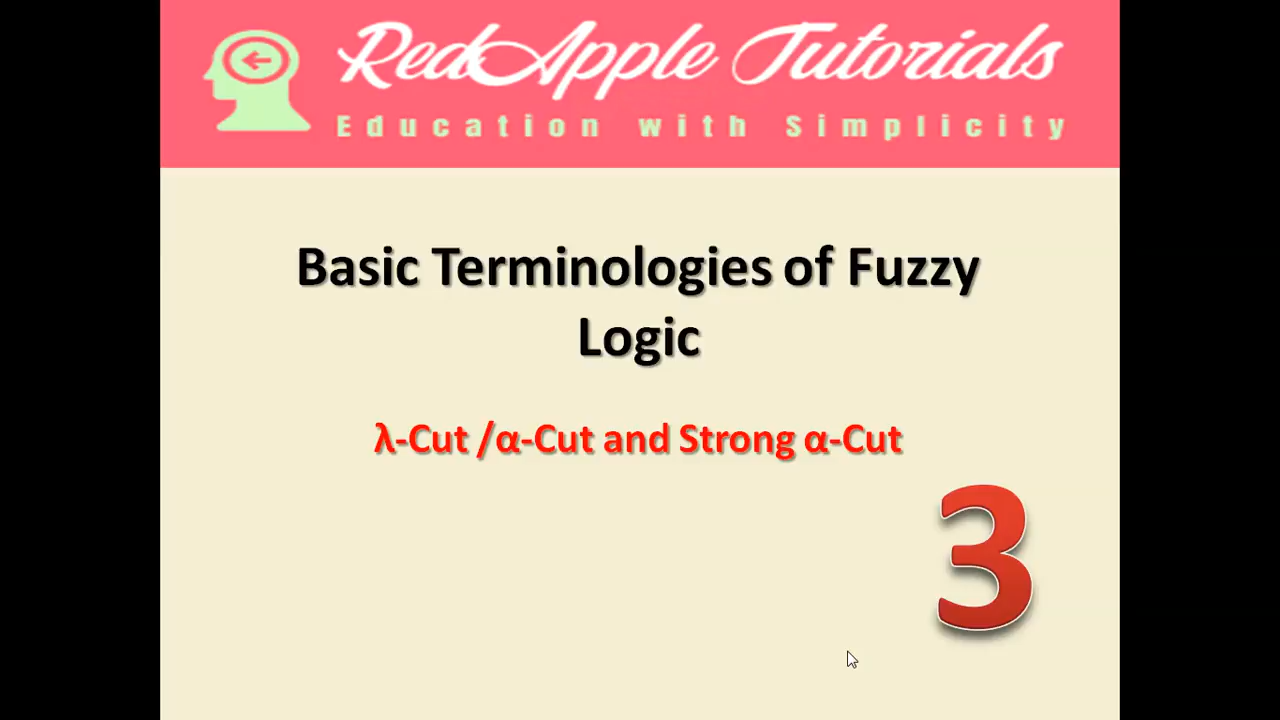 RedApple Tutorials
Education with Simplicity
Basic Terminologies of Fuzzy
Logic
λ-Cut /α-Cut and Strong α-Cut
3